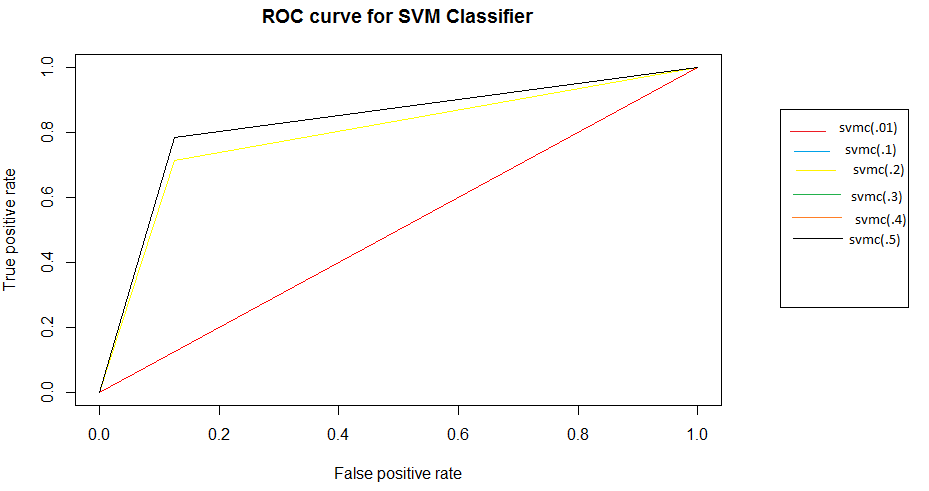 ROC curve for SVM Classifier
True positive rate
1.0
0.8
0.6
0.4
0.2
0.0
0.0 0.2 0.4 0.6 0.8 1.0
False positive rate
svmc(.01)
svmc(.1)
svmc(.2)
svmc(.3)
svmc(.4)
svmc(.5)